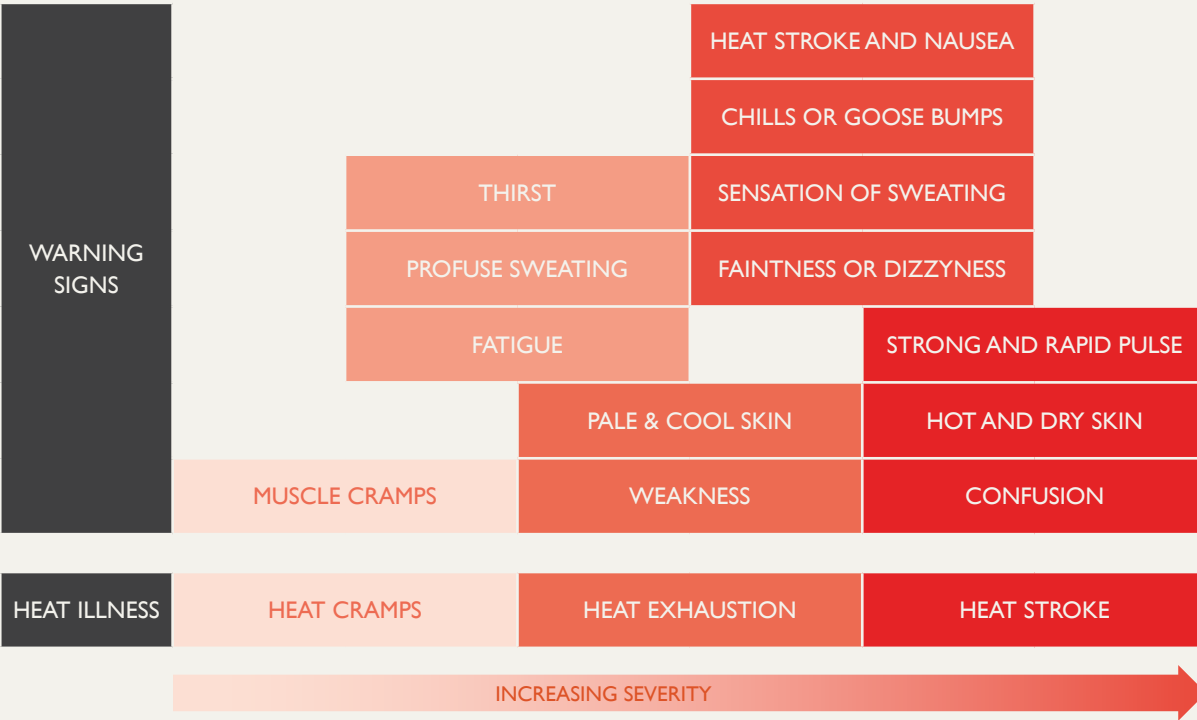 HEAT STROKE AND NAUSEA
CHILLS OR GOOSE BUMPS
THIRST
SENSATION OF SWEATING
WARNING
SIGNS
PROFUSE SWEATING
FAINTNESS OR DIZZYNESS
FATIGUE
STRONG AND RAPID PULSE
PALE & COOL SKIN
HOT AND DRY SKIN
MUSCLE CRAMPS
WEAKNESS
CONFUSION
HEAT ILLNESS
HEAT CRAMPS
HEAT EXHAUSTION
HEAT STROKE
INCREASING SEVERITY